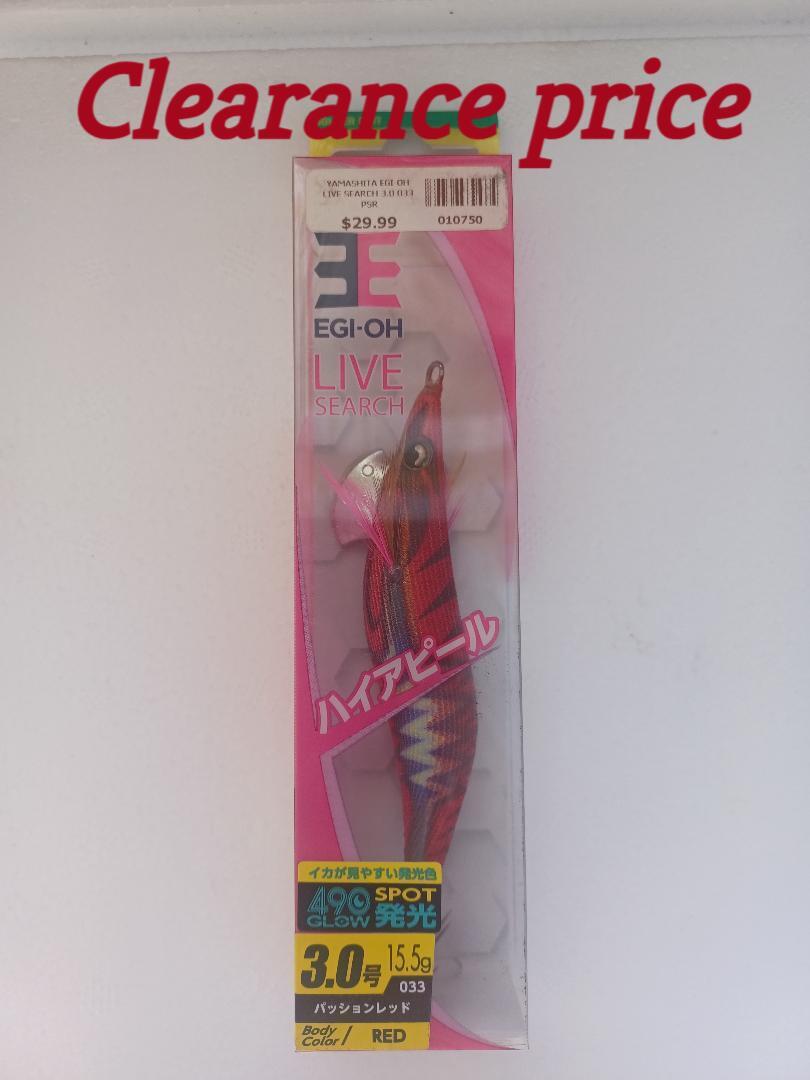 Clearance price
YAMASHITA EGI-OH
LIVE SEARCH 3.0 033
PSR
$29.99
010750
EGI-OH
LIVE
SEARCH
ハイアピール
イカが見やすい発光色
490 SPOT
GLOW 発光
3.0号 15.5g
033
パッションレッド
Body
Color / RED